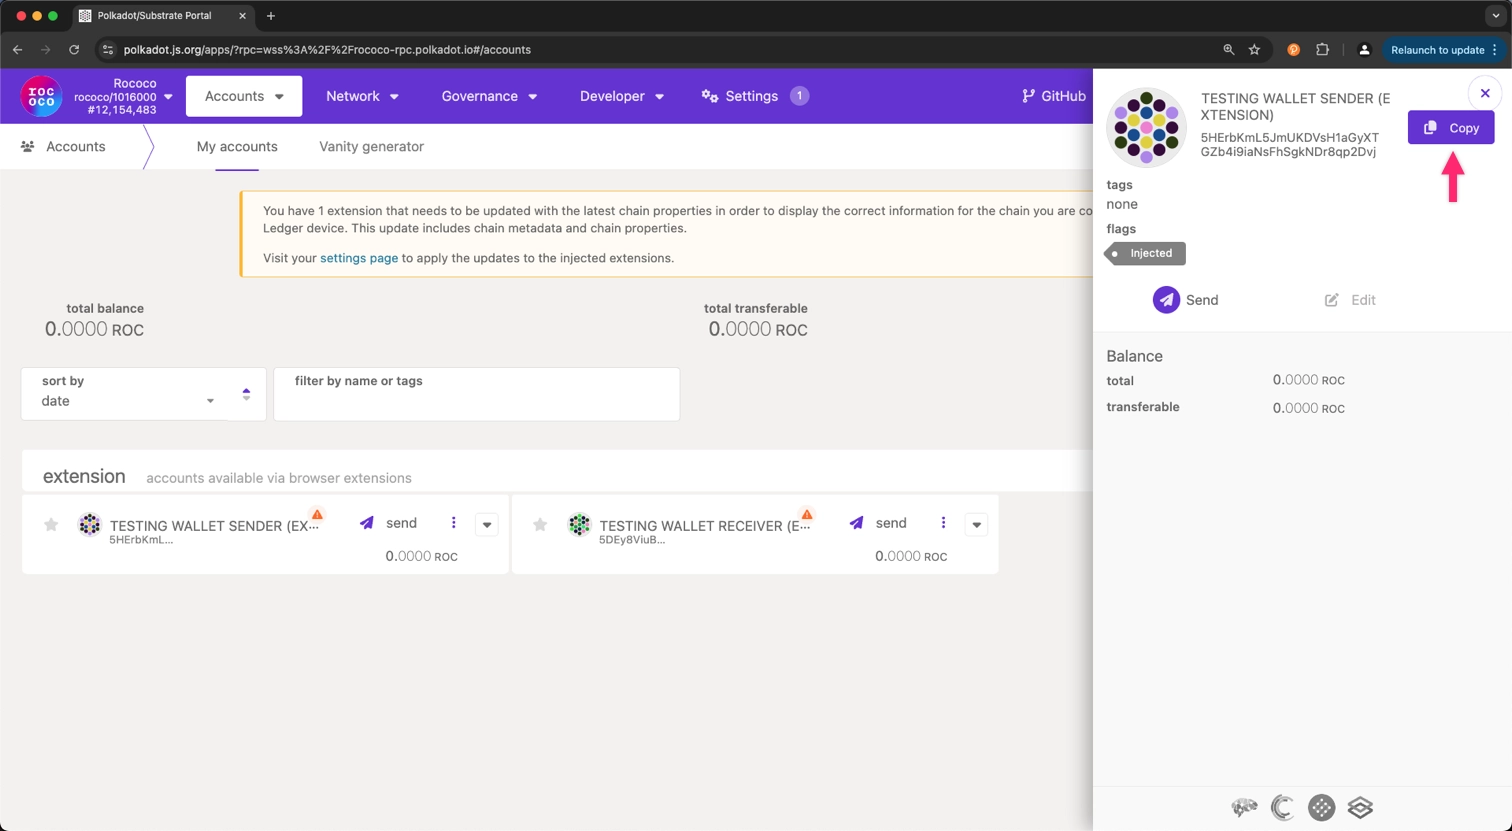 Polkadot/Substrate Portal
polkadot.js.org/apps/?rpc=wss%3A%2F%2Frococo-rpc.polkadot.io#/accounts
Relaunch to update
ROC
OCO
Rococo
rococo/1016000
#12,154,483
Accounts
Network
Governance
Developer
Settings
1
GitHub
Accounts
My accounts
Vanity generator
You have 1 extension that needs to be updated with the latest chain properties in order to display the correct information for the chain you are co
Ledger device. This update includes chain metadata and chain properties.
Visit your settings page to apply the updates to the injected extensions.
total balance
0.0000 ROC
total transferable
0.0000 ROC
sort by
date
filter by name or tags
extension
accounts available via browser extensions
TESTING WALLET SENDER (EX...
5HErbKmL...
send
0.0000 ROC
TESTING WALLET RECEIVER (E...
5DEy8ViuB...
send
0.0000 ROC
TESTING WALLET SENDER (E
XTENSION)
5HErbKmL5JmUKDVsH1aGyXT
GZb4i9iaNsFhSgkNDr8qp2Dvj
Copy
tags
none
flags
Injected
Send
Edit
Balance
total
0.0000 ROC
transferable
0.0000 ROC